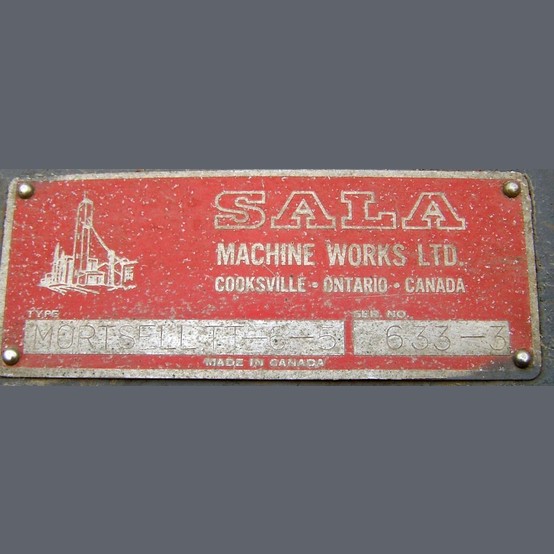 SALA
MACHINE WORKS LTD.
COOKSVILLE • ONTARIO • CANADA
TYPE SER. NO.
633-3
MADE IN CANADA